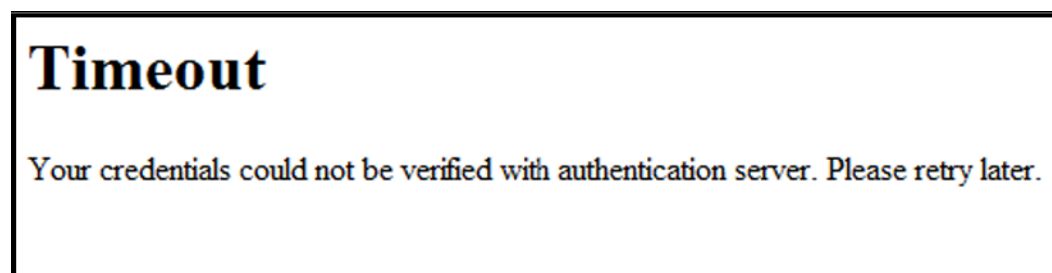 Timeout
Your credentials could not be verified with authentication server. Please retry later.